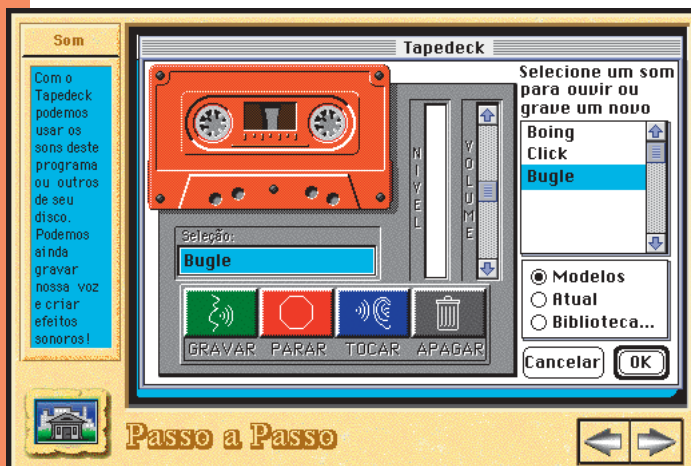 Som
Com o
Tapedeck
podemos
usar os
sons deste
programa
ou outros
de seu
disco.
Podemos
ainda
gravar
nossa voz
e criar
efeitos
sonoros!
Tapedeck
Selecione um som
para ouvir ou
grave um novo
Boing
Click
Bugle
NIVEL
VOLUME
Seleção:
Bugle
GRAVAR PARAR TOCAR APAGAR
Modelos
Atual
Biblioteca...
Cancelar OK
Passo a Passo